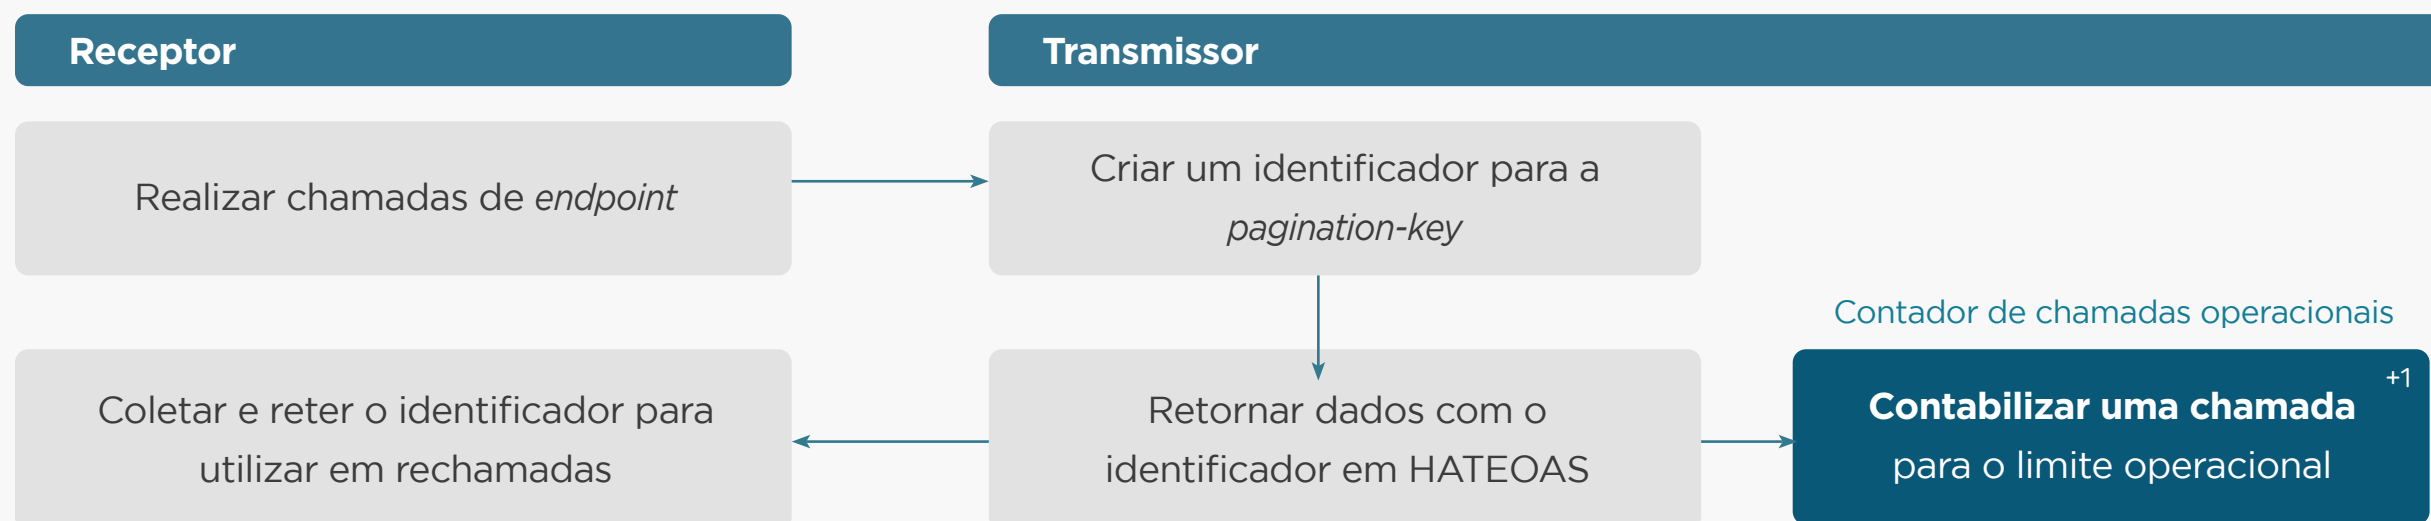 Receptor
Transmissor
Realizar chamadas de endpoint
Criar um identificador para a
pagination-key
Contador de chamadas operacionais
Coletar e reter o identificador para
utilizar em rechamadas
Retornar dados com o
identificador em HATEOAS
+1
Contabilizar uma chamada
para o limite operacional